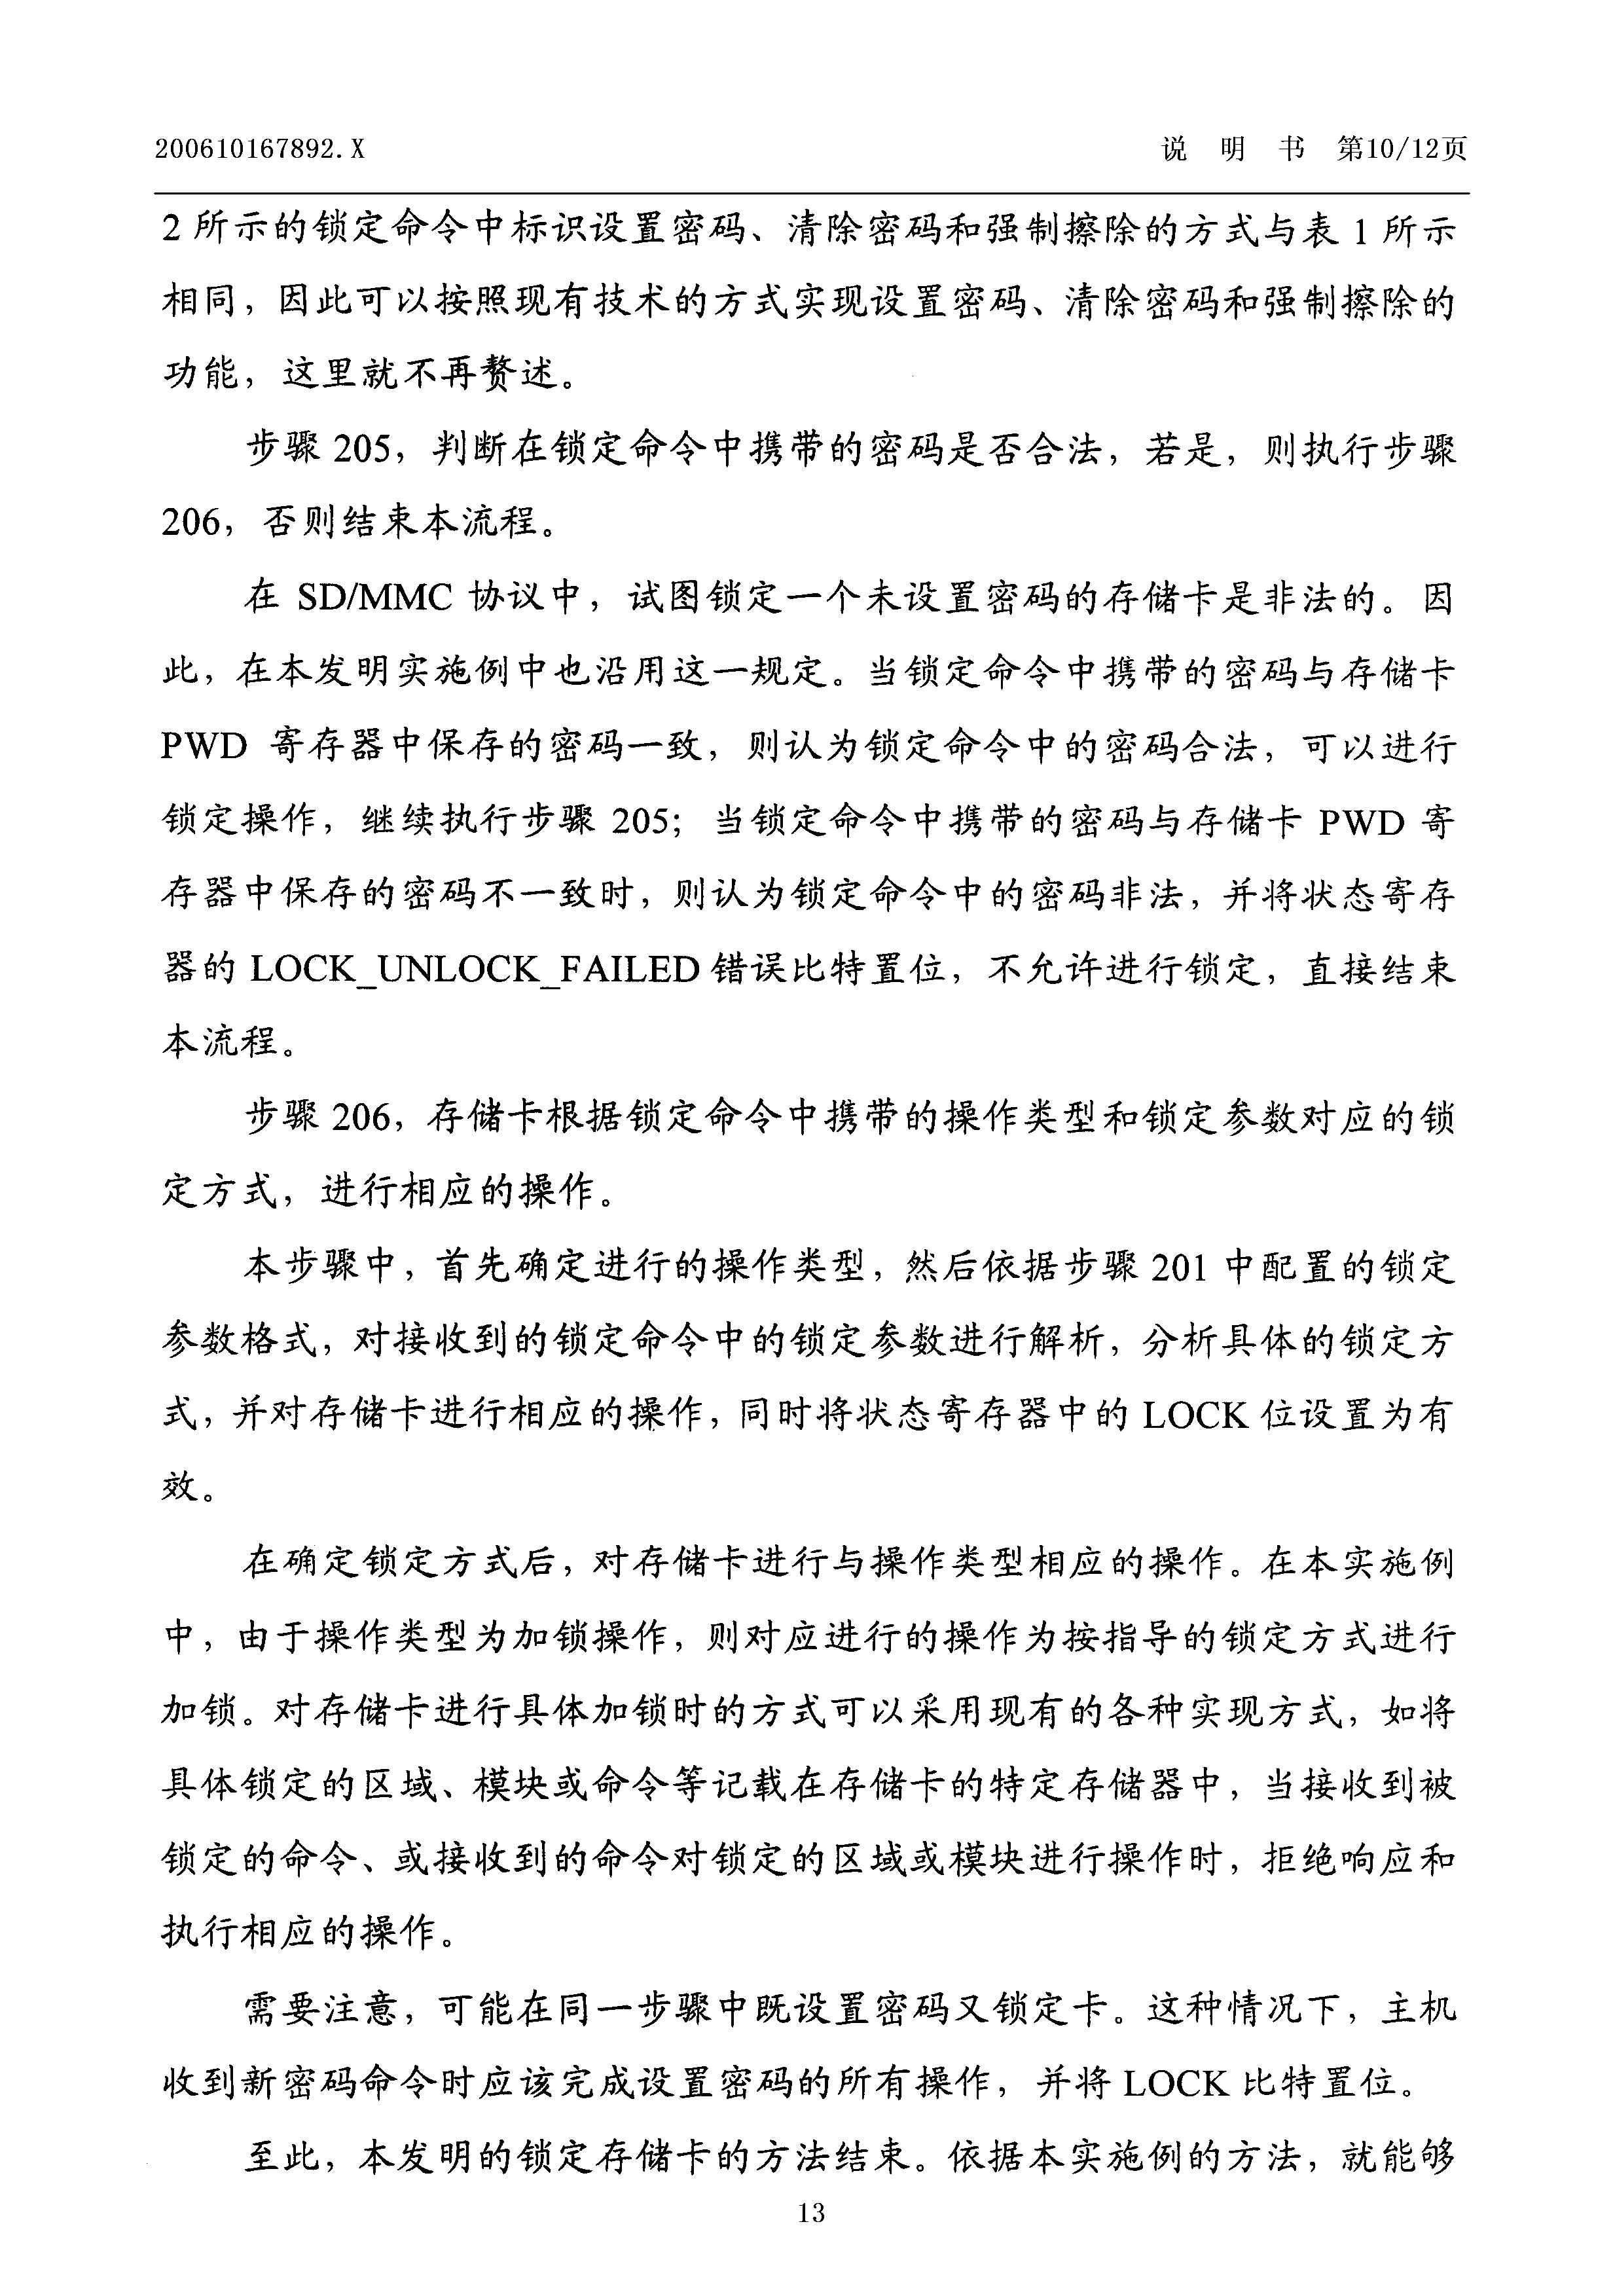 200610167892.X 说 明 书 第10/12页
2 所示的锁定命令中标识设置密码、清除密码和强制擦除的方式与表 1 所示
相同，因此可以按照现有技术的方式实现设置密码、清除密码和强制擦除的
功能，这里就不再赘述。
步骤 205，判断在锁定命令中携带的密码是否合法，若是，则执行步骤
206，否则结束本流程。
在 SD/MMC 协议中，试图锁定一个未设置密码的存储卡是非法的。因
此，在本发明实施例中也沿用这一规定。当锁定命令中携带的密码与存储卡
PWD 寄存器中保存的密码一致，则认为锁定命令中的密码合法，可以进行
锁定操作，继续执行步骤 205；当锁定命令中携带的密码与存储卡 PWD 寄
存器中保存的密码不一致时，则认为锁定命令中的密码非法，并将状态寄存
器的 LOCK_UNLOCK_FAILED 错误比特置位，不允许进行锁定，直接结束
本流程。
步骤 206，存储卡根据锁定命令中携带的操作类型和锁定参数对应的锁
定方式，进行相应的操作。
本步骤中，首先确定进行的操作类型，然后依据步骤 201 中配置的锁定
参数格式，对接收到的锁定命令中的锁定参数进行解析，分析具体的锁定方
式，并对存储卡进行相应的操作，同时将状态寄存器中的 LOCK 位设置为有
效。
在确定锁定方式后，对存储卡进行与操作类型相应的操作。在本实施例
中，由于操作类型为加锁操作，则对应进行的操作为按指导的锁定方式进行
加锁。对存储卡进行具体加锁时的方式可以采用现有的各种实现方式，如将
具体锁定的区域、模块或命令等记载在存储卡的特定存储器中，当接收到被
锁定的命令、或接收到的命令对锁定的区域或模块进行操作时，拒绝响应和
执行相应的操作。
需要注意，可能在同一步骤中既设置密码又锁定卡。这种情况下，主机
收到新密码命令时应该完成设置密码的所有操作，并将 LOCK 比特置位。
至此，本发明的锁定存储卡的方法结束。依据本实施例的方法，就能够
13